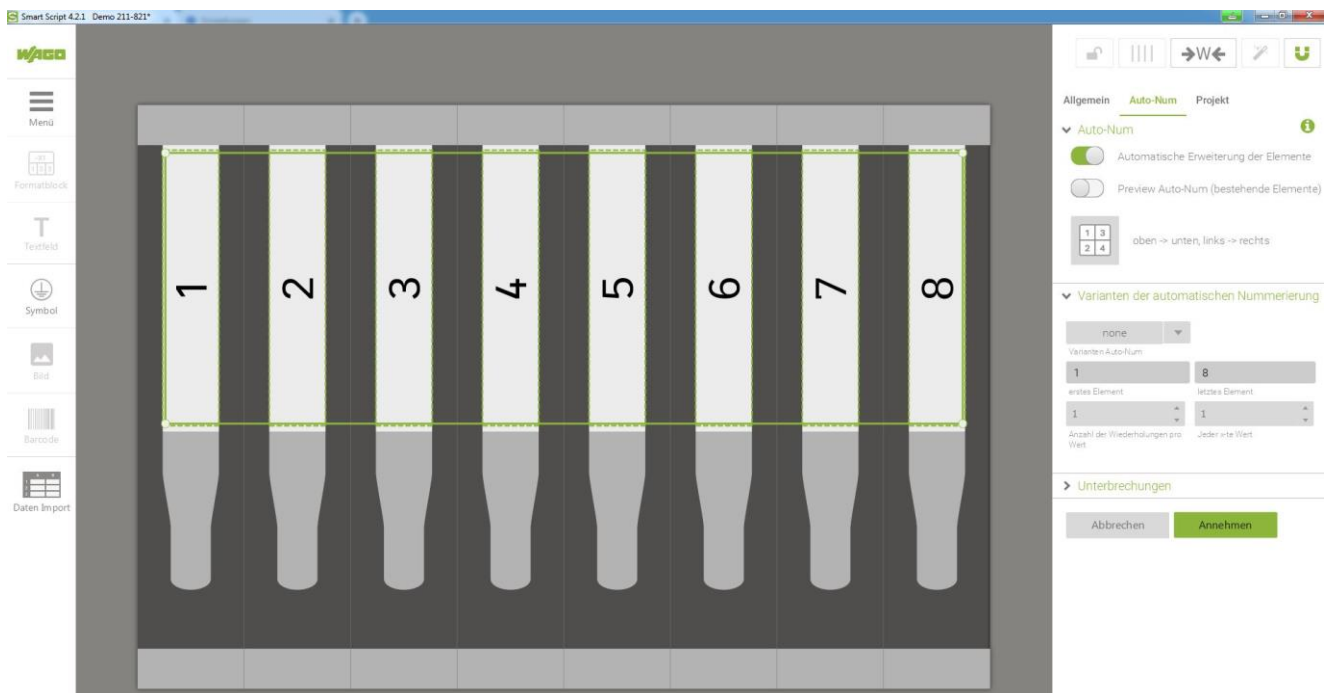 Smart Script 4.2.1 Demo 211-821*
WAGO
Menü
Formatblock
T
Textfeld
Symbol
Bild
Barcode
Daten Import
1 2 3 4 5 6 7 8
→W←
Allgemein Auto-Num Projekt
Auto-Num
Automatische Erweiterung der Elemente
Preview Auto-Num (bestehende Elemente)
1 3
2 4
oben -> unten, links -> rechts
Varianten der automatischen Nummerierung
none
Varianten Auto-Num
1 8
erstes Element letztes Element
1 1
Anzahl der Wiederholungen pro Jeder x-te Wert
Wert
Unterbrechungen
Abbrechen Annehmen